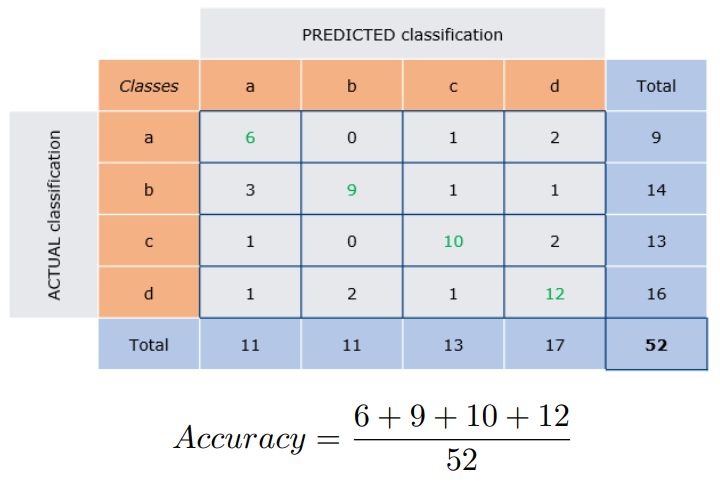 PREDICTED classification
Classes a b c d Total
ACTUAL classification
a 6 0 1 2 9
b 3 9 1 1 14
c 1 0 10 2 13
d 1 2 1 12 16
Total 11 11 13 17 52
Accuracy = \frac{6 + 9 + 10 + 12}{52}